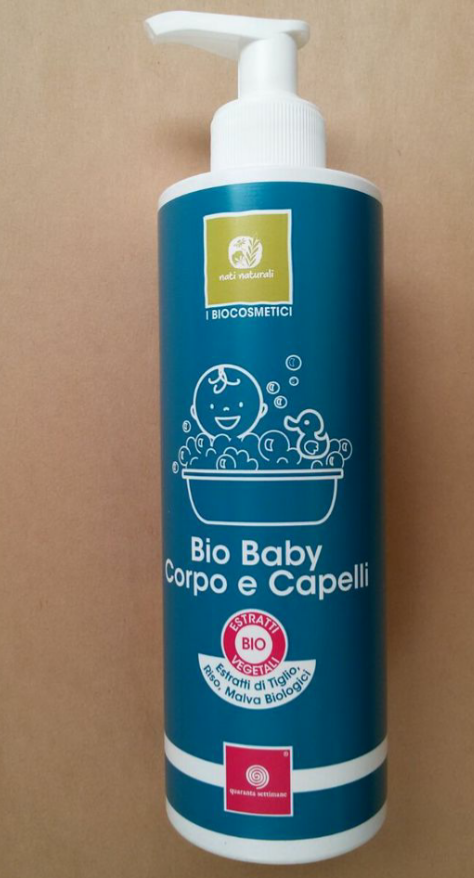 nati naturali
I BIOCOSMETICI
Bio Baby
Corpo e Capelli
ESTRATTI
BIO
VEGETALI
Estratti di Tiglio,
Riso, Malva Biologici
®
quaranta settimane